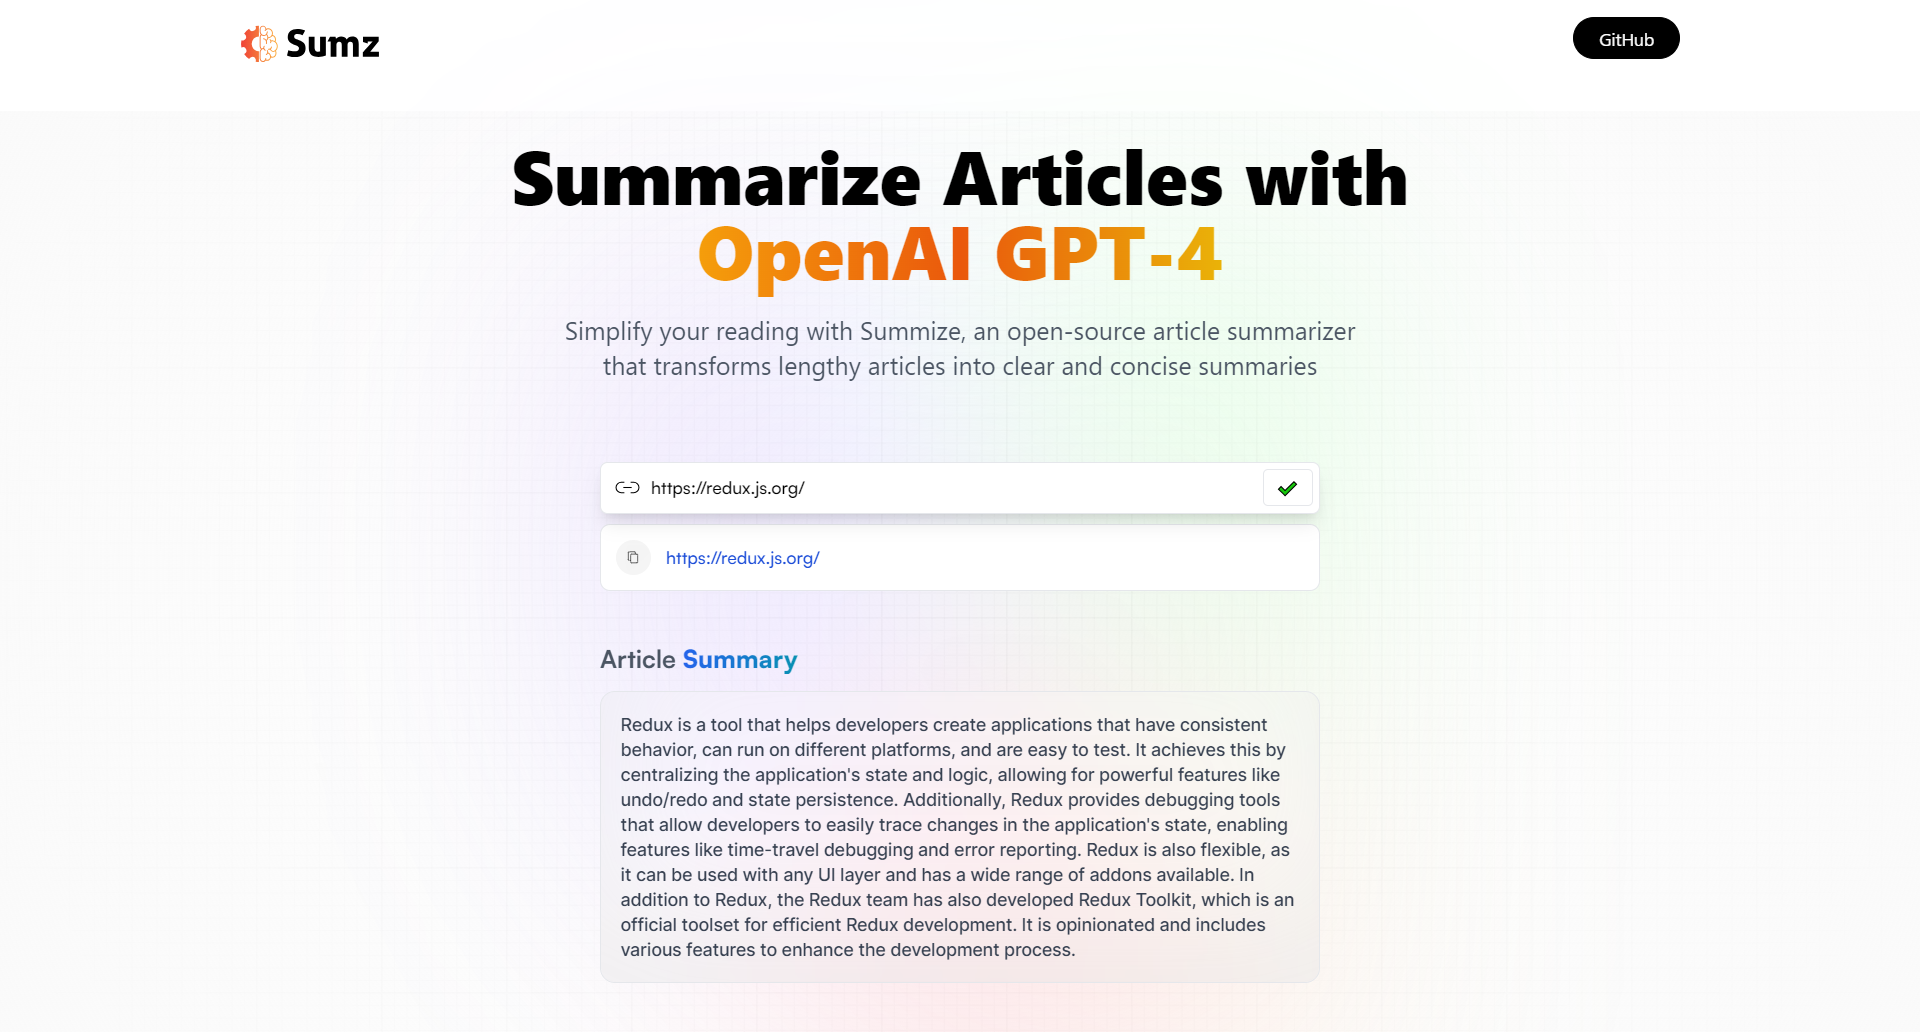 Sumz
GitHub
Summarize Articles with
OpenAI GPT-4
Simplify your reading with Summize, an open-source article summarizer
that transforms lengthy articles into clear and concise summaries
https://redux.js.org/
https://redux.js.org/
Article Summary
Redux is a tool that helps developers create applications that have consistent
behavior, can run on different platforms, and are easy to test. It achieves this by
centralizing the application's state and logic, allowing for powerful features like
undo/redo and state persistence. Additionally, Redux provides debugging tools
that allow developers to easily trace changes in the application's state, enabling
features like time-travel debugging and error reporting. Redux is also flexible, as
it can be used with any UI layer and has a wide range of addons available. In
addition to Redux, the Redux team has also developed Redux Toolkit, which is an
official toolset for efficient Redux development. It is opinionated and includes
various features to enhance the development process.